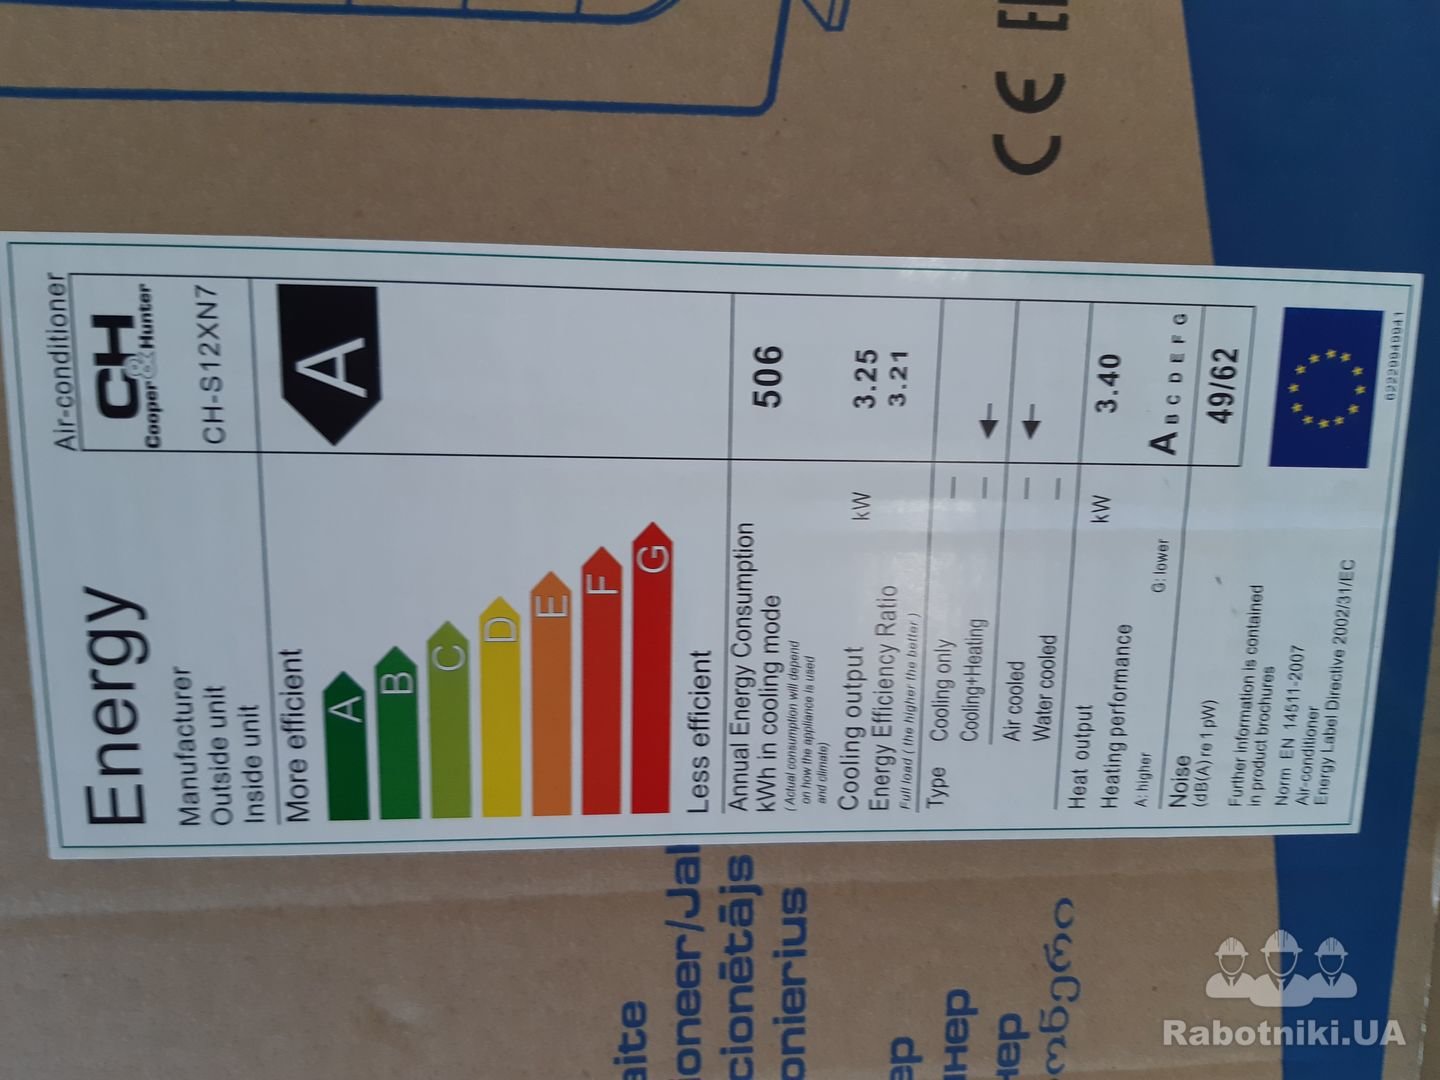 Energy
Air-conditioner
Manufacturer
CH
Cooper&Hunter
Outside unit
Inside unit
CH-S12XN7
More efficient
A
A
B
C
D
E
F
G
Less efficient
Annual Energy Consumption
kWh in cooling mode
506
( Actual consumption will depend
on how the appliance is used
and climate)
Cooling output kW 3.25
Energy Efficiency Ratio 3.21
Full load ( the higher the better )
Type Cooling only —
Cooling+Heating —
Air cooled —
Water cooled —
Heat output kW 3.40
Heating performance
A: higher G: lower
A B C D E F G
Noise
(dB(A) re 1 pW)
49/62
Further information is contained
in product brochures
Norm EN 14511-2007
Air-conditioner
Energy Label Directive 2002/31/EC
CE
Rabotniki.UA